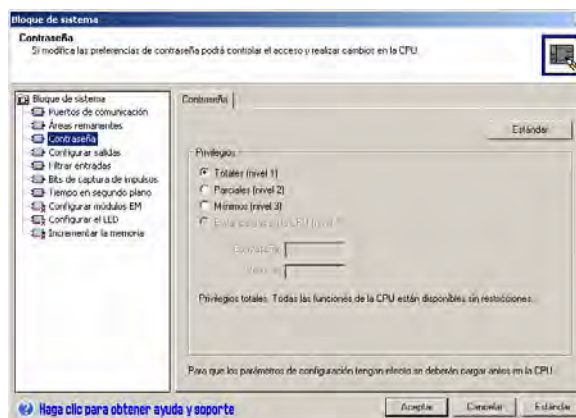 Bloque de sistema
Contraseña
Si modifica las preferencias de contraseña podrá controlar el acceso y realizar cambios en la CPU.
Bloque de sistema
Puertos de comunicación
Áreas remanentes
Contraseña
Configurar salidas
Filtrar entradas
Bits de captura de impulsos
Tiempo en segundo plano
Configurar módulos EM
Configurar el LED
Incrementar la memoria
Contraseña
Estándar
Privilegios
Totales (nivel 1)
Parciales (nivel 2)
Mínimos (nivel 3)
Contraseña
Privilegios totales. Todas las funciones de la CPU están disponibles sin restricciones.
Para que los parámetros de configuración tengan efecto se deberán cargar antes en la CPU.
Haga clic para obtener ayuda y soporte
Aceptar
Cancelar
Estándar